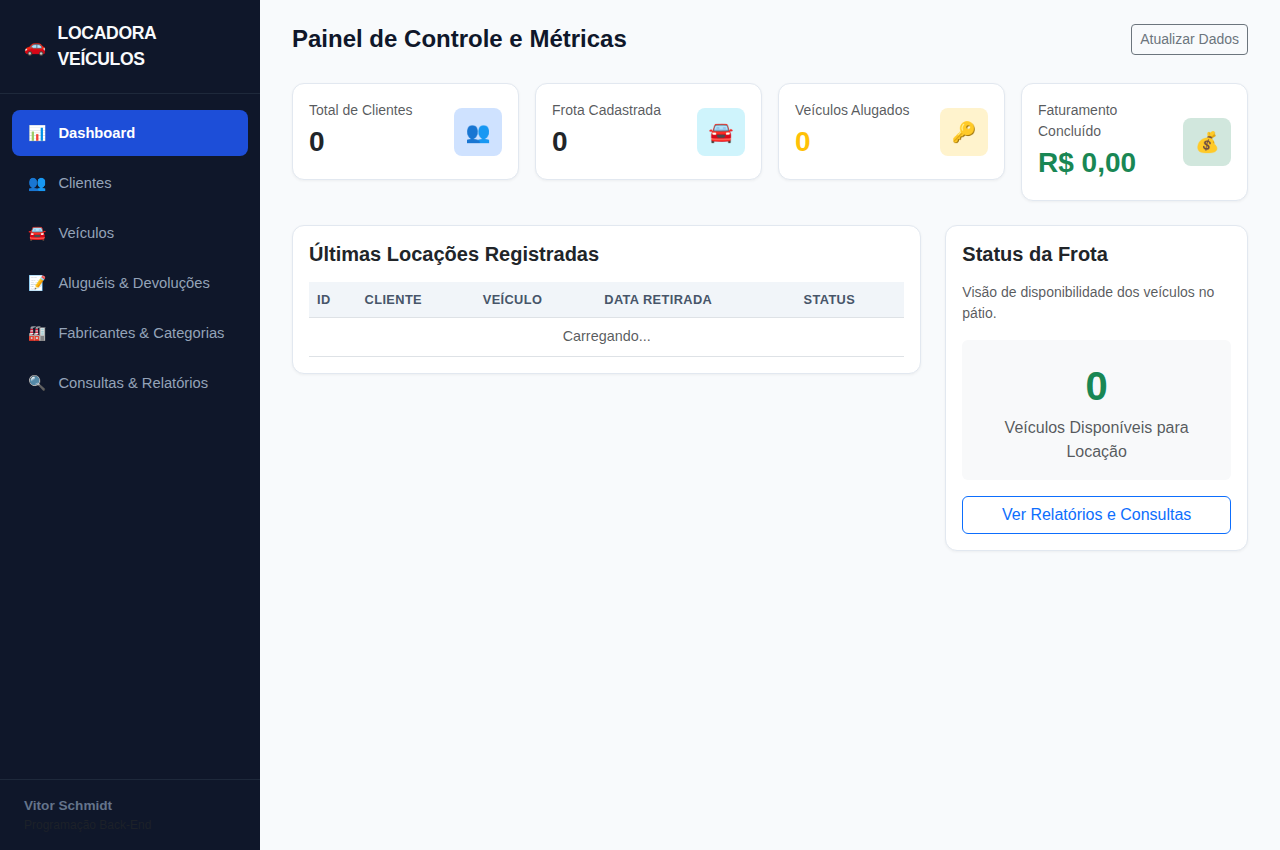 LOCADORA
VEÍCULOS
Dashboard
Clientes
Veículos
Aluguéis & Devoluções
Fabricantes & Categorias
Consultas & Relatórios
Vitor Schmidt
Programação Back-End
Painel de Controle e Métricas
Atualizar Dados
Total de Clientes
0
Frota Cadastrada
0
Veículos Alugados
0
Faturamento
Concluído
R$ 0,00
Últimas Locações Registradas
ID CLIENTE VEÍCULO DATA RETIRADA STATUS
Carregando...
Status da Frota
Visão de disponibilidade dos veículos no
pátio.
0
Veículos Disponíveis para
Locação
Ver Relatórios e Consultas